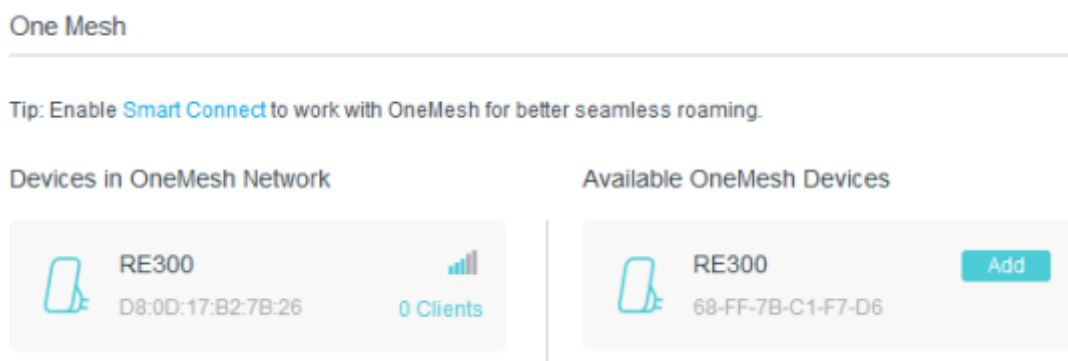 One Mesh
Tip: Enable Smart Connect to work with OneMesh for better seamless roaming.
Devices in OneMesh Network
Available OneMesh Devices
RE300
D8:0D:17:B2:7B:26
0 Clients
RE300
Add
68-FF-7B-C1-F7-D6